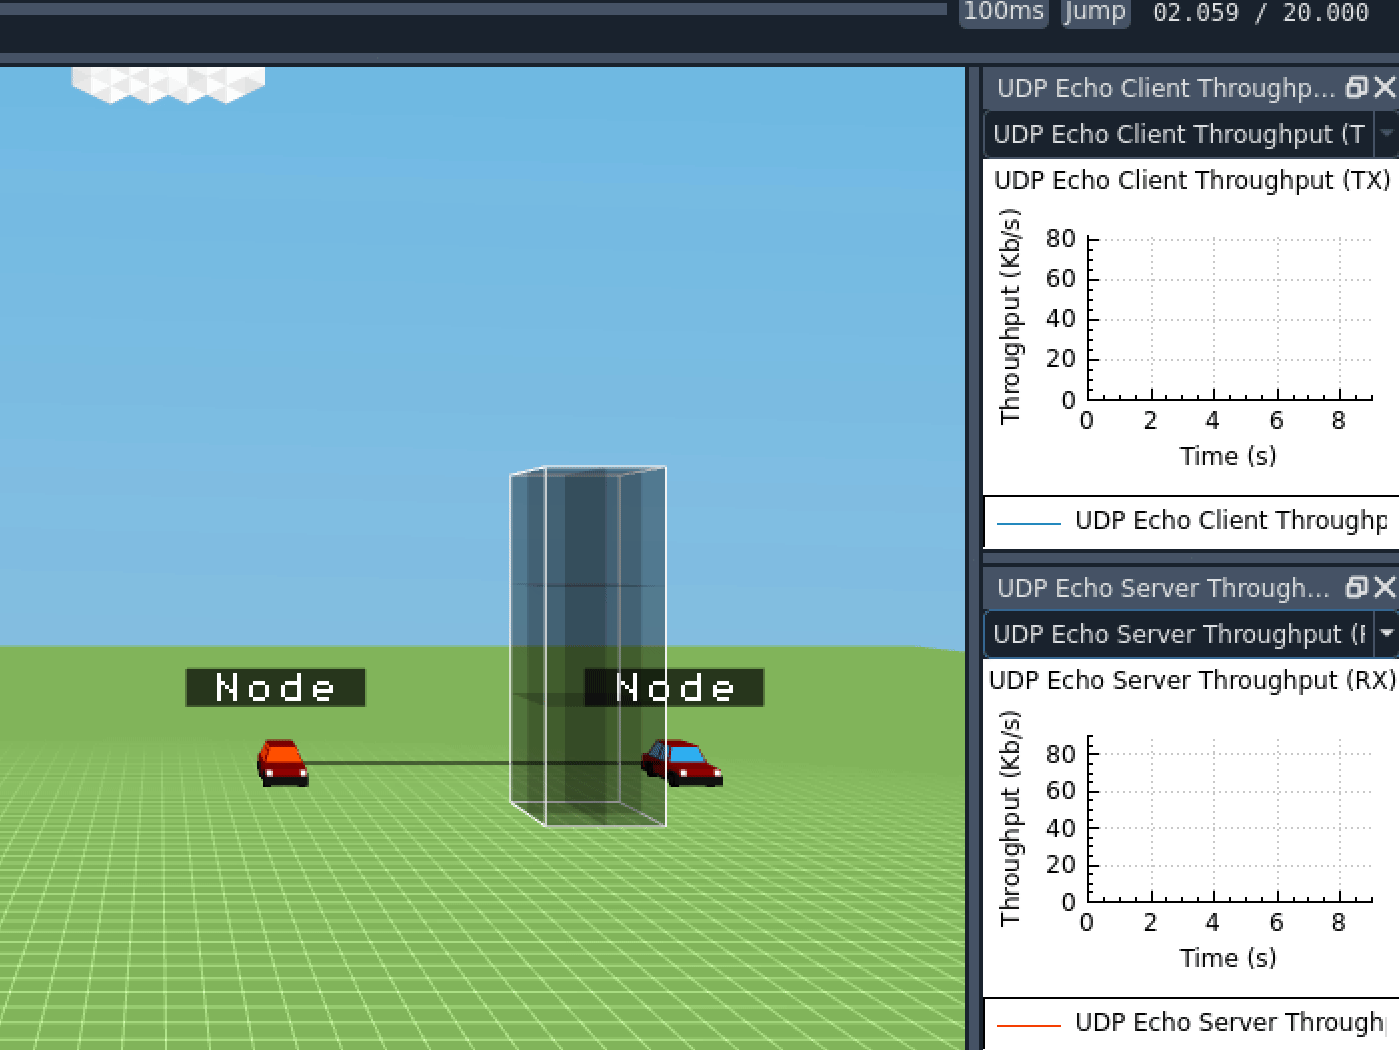 100ms Jump 02.059 / 20.000
UDP Echo Client Throughp...
UDP Echo Client Throughput (T
UDP Echo Client Throughput (TX)
Throughput (Kb/s)
80
60
40
20
0
0 2 4 6 8
Time (s)
UDP Echo Client Throughp
Node Node
UDP Echo Server Through...
UDP Echo Server Throughput (F
UDP Echo Server Throughput (RX)
Throughput (Kb/s)
80
60
40
20
0
0 2 4 6 8
Time (s)
UDP Echo Server Through